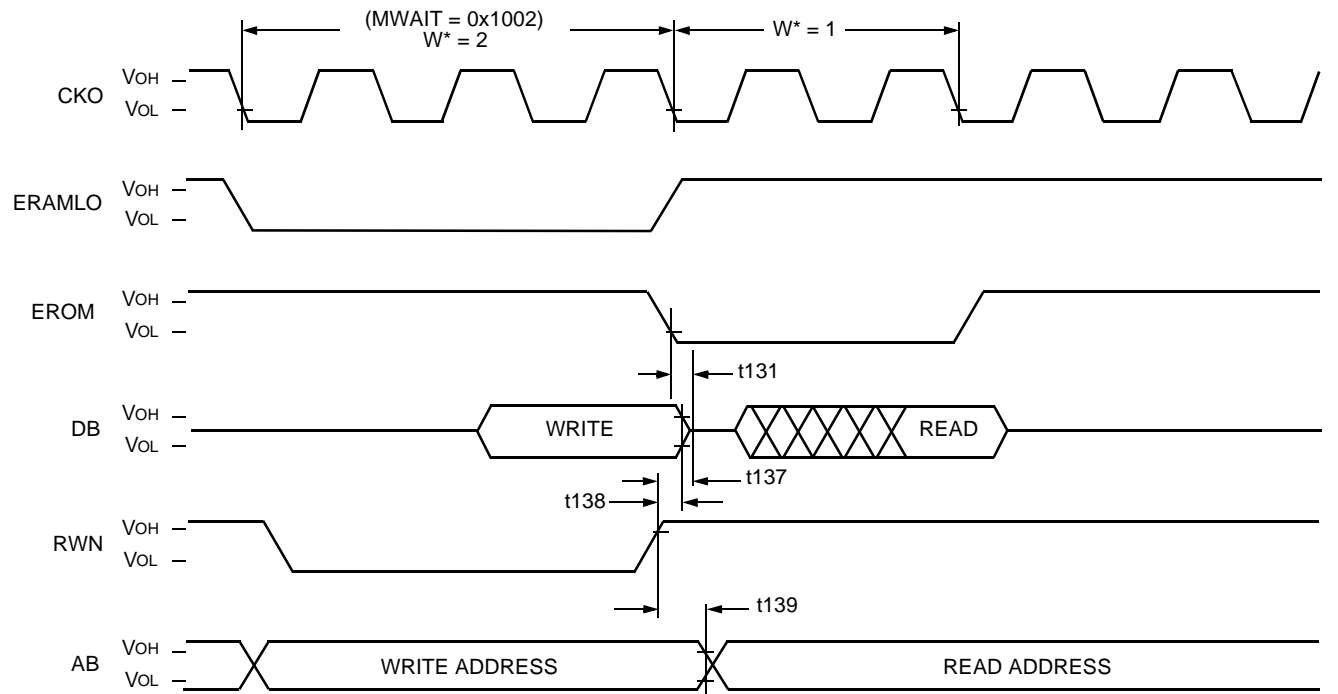 (MWAIT = 0x1002)
W* = 2
W* = 1
CKO
VOH
VOL
ERAMLO
VOH
VOL
EROM
VOH
VOL
t131
DB
VOH
VOL
WRITE
READ
t137
t138
RWN
VOH
VOL
t139
AB
VOH
VOL
WRITE ADDRESS
READ ADDRESS